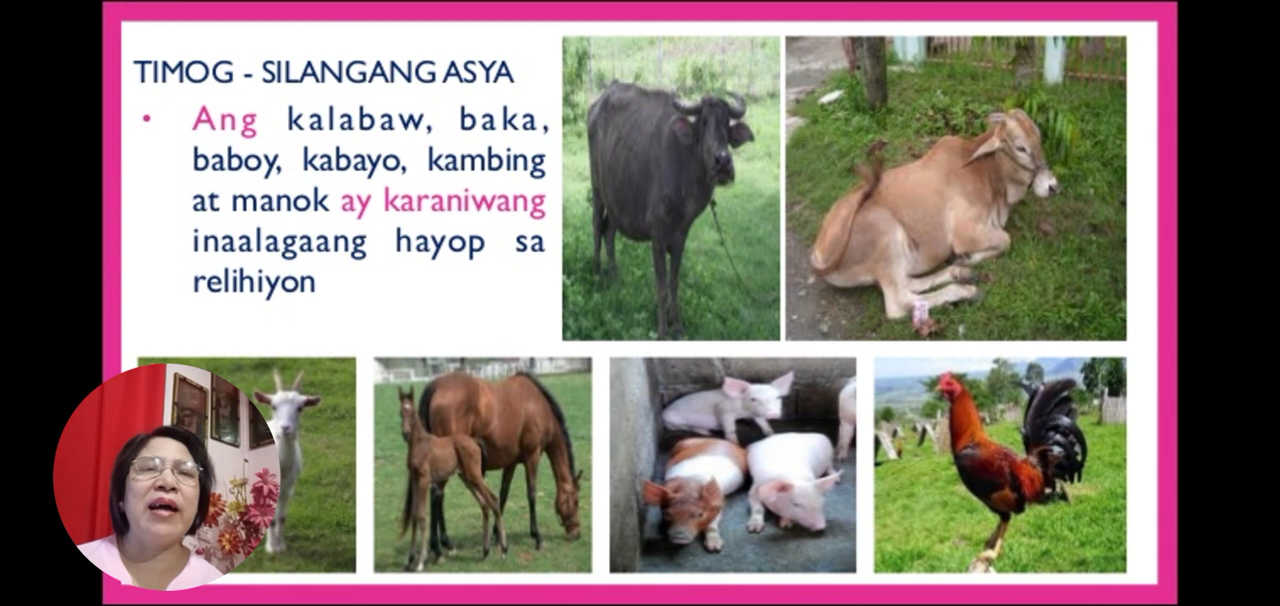 TIMOG - SILANGANG ASYA
• Ang kalabaw, baka,
baboy, kabayo, kambing
at manok ay karaniwang
inaalagaang hayop sa
relihiyon